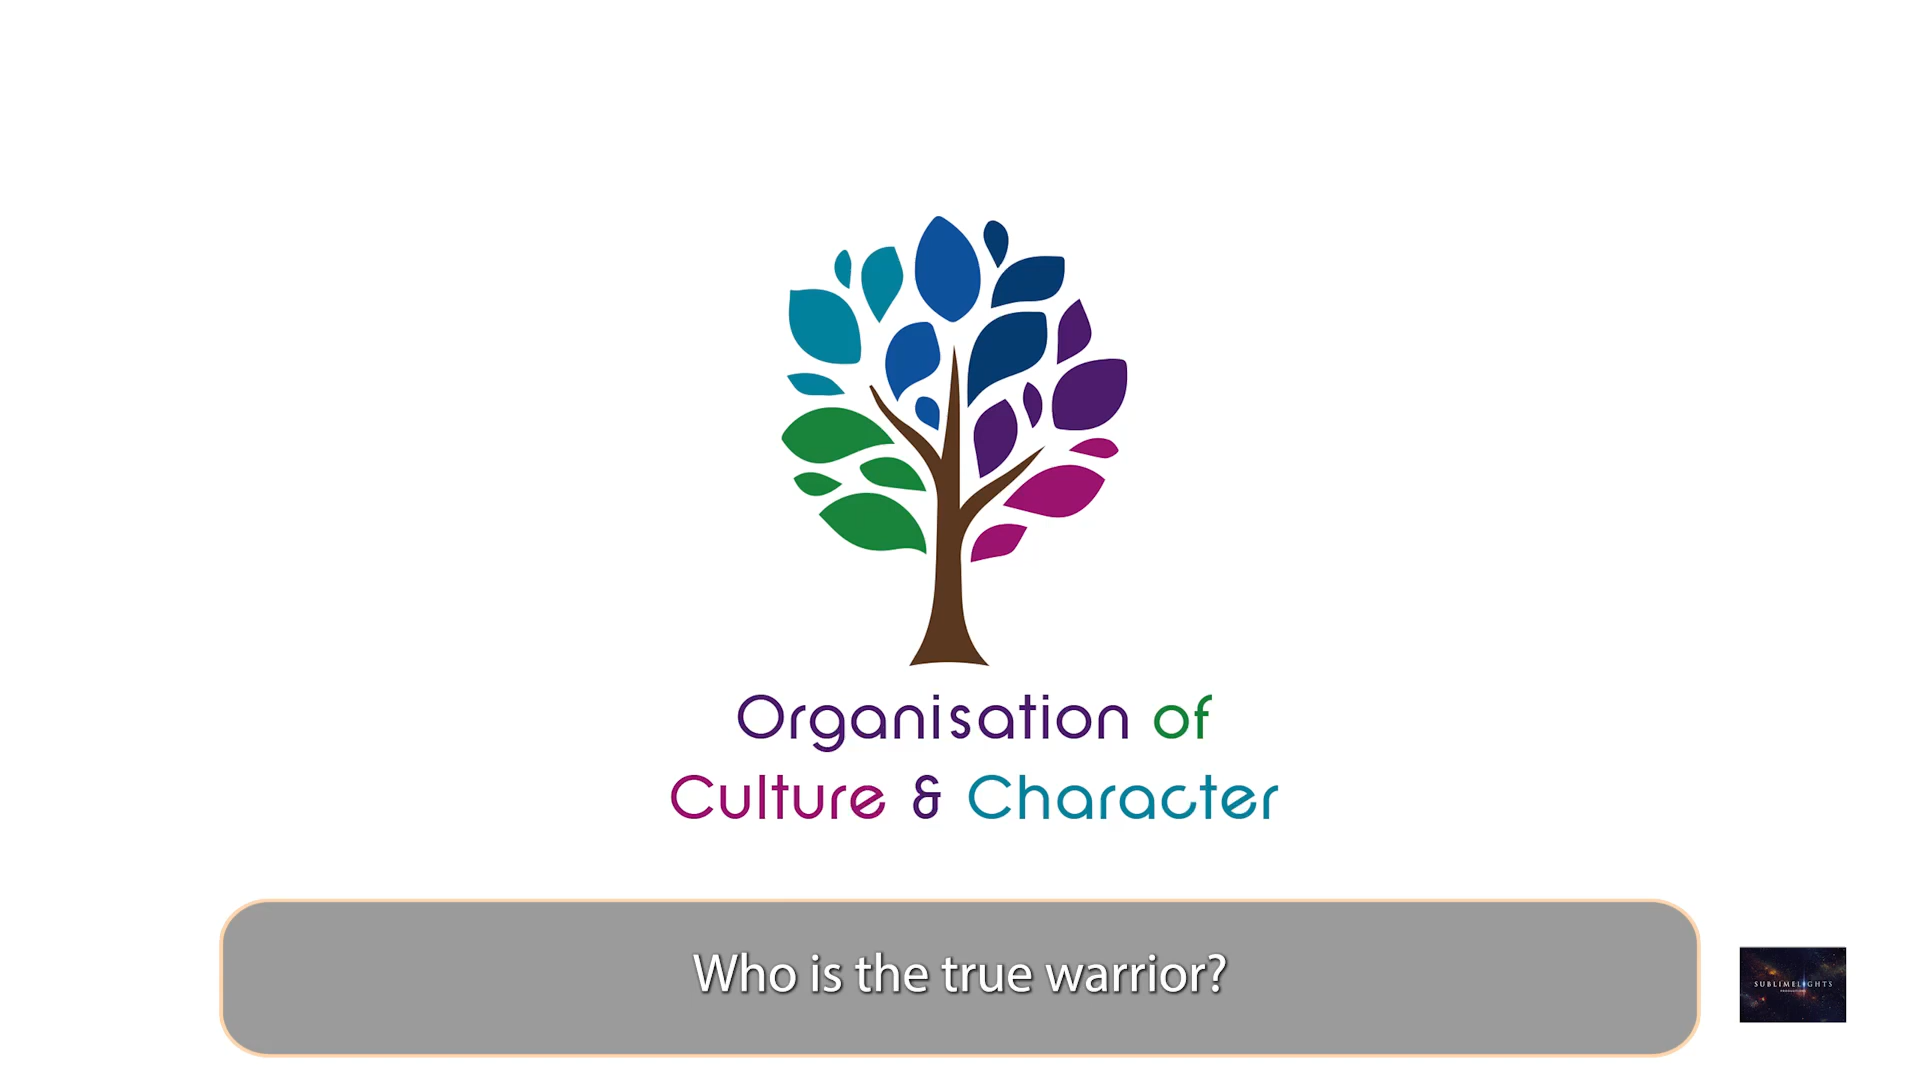 Organisation of
Culture & Character
Who is the true warrior?
SUBLIMELIGHTS